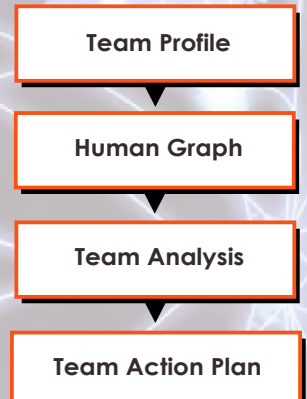 Team Profile
Human Graph
Team Analysis
Team Action Plan